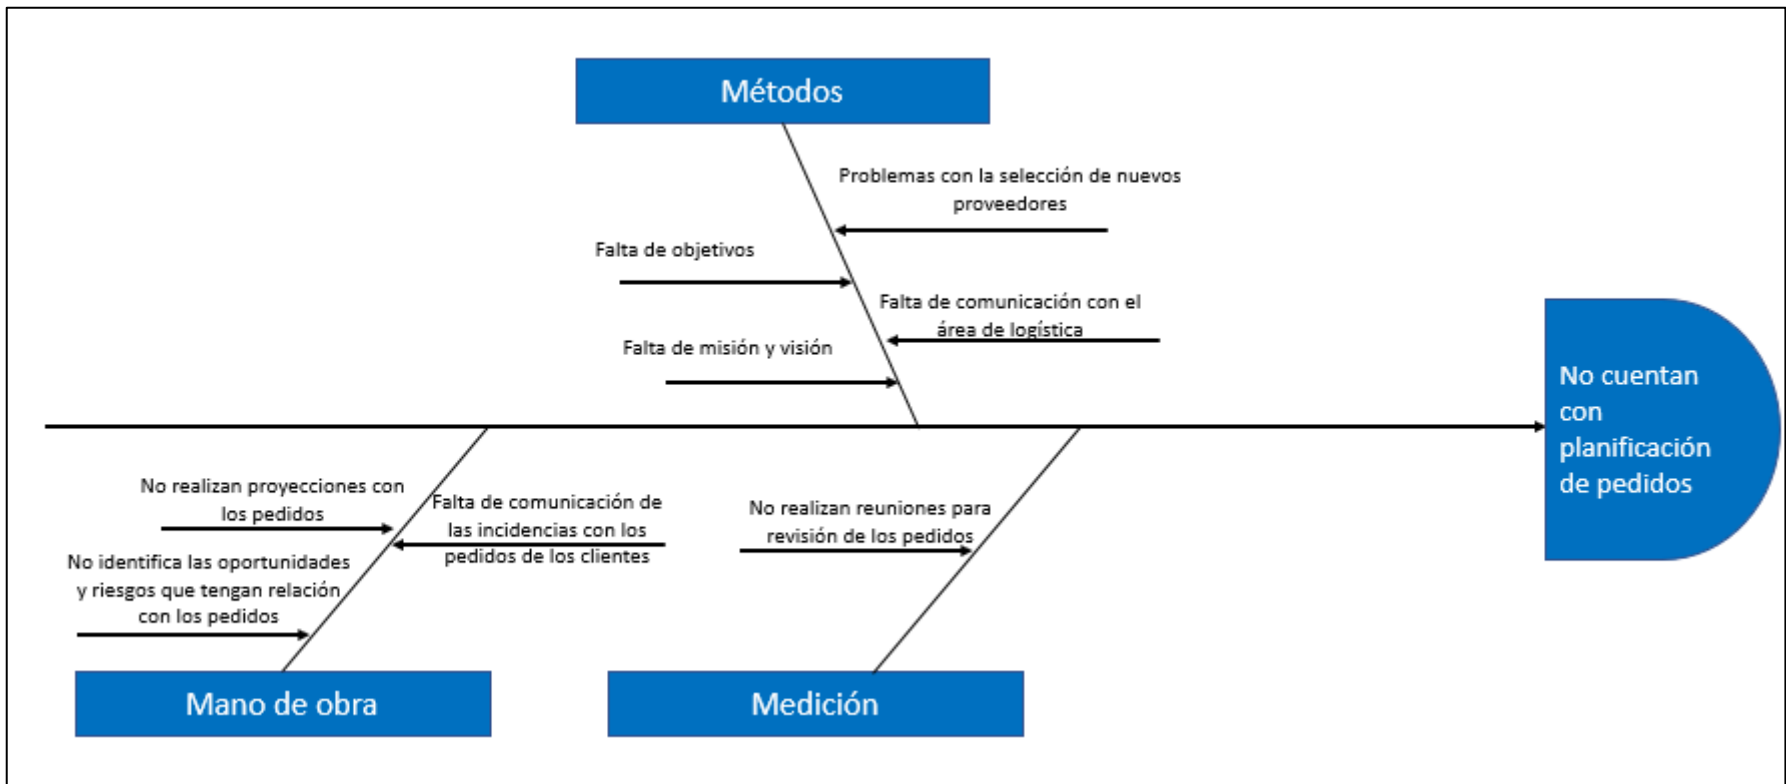 Métodos
Problemas con la selección de nuevos
proveedores
Falta de objetivos
Falta de comunicación con el
área de logística
Falta de misión y visión
No cuentan
con
planificación
de pedidos
No realizan proyecciones con
los pedidos
Falta de comunicación de
las incidencias con los
pedidos de los clientes
No realizan reuniones para
revisión de los pedidos
No identifica las oportunidades
y riesgos que tengan relación
con los pedidos
Mano de obra
Medición